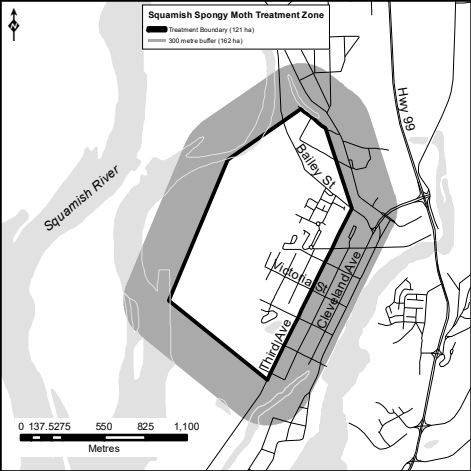 Squamish Spongy Moth Treatment Zone
Treatment Boundary (121 ha)
300 metre buffer (162 ha)
N
Hwy 99
Bailey St
Squamish River
Victoria St
Cleveland Ave
Third Ave
0 137.5275 550 825 1,100
Metres